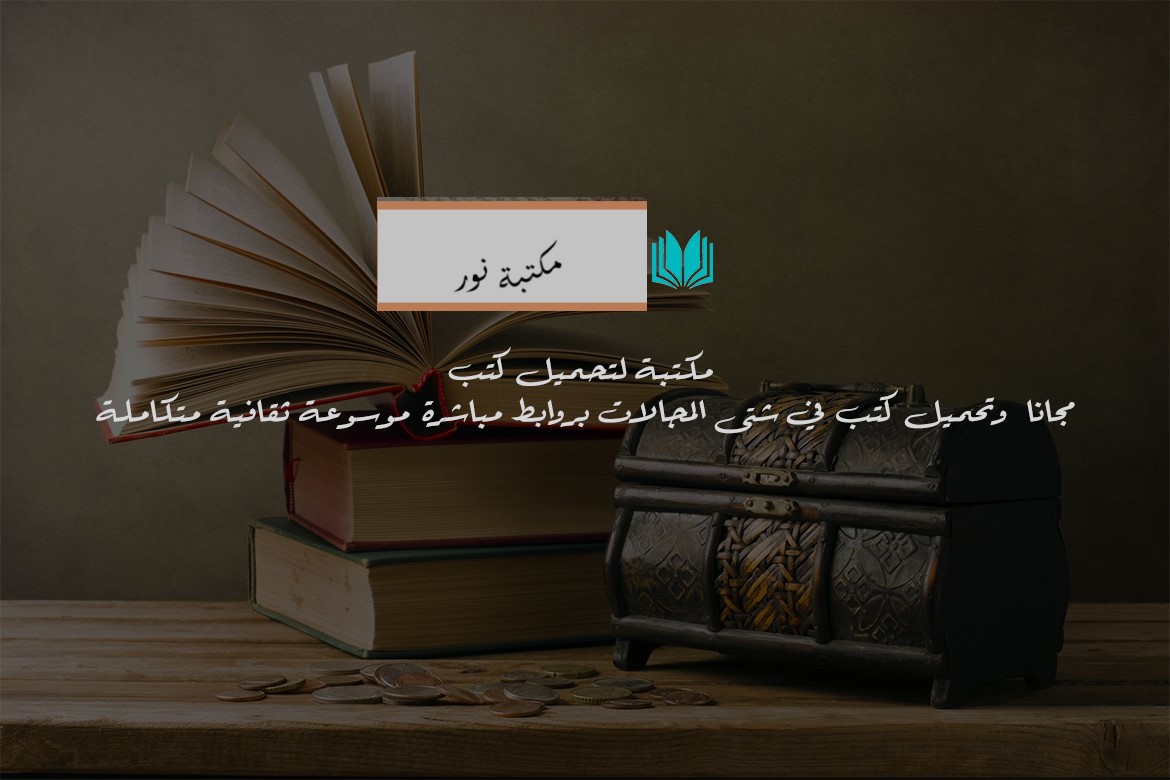 مكتبة نور
مكتبة لتحميل كتب
مجانا وتحميل كتب في شتى المجالات بروابط مباشرة موسوعة ثقافية متكاملة